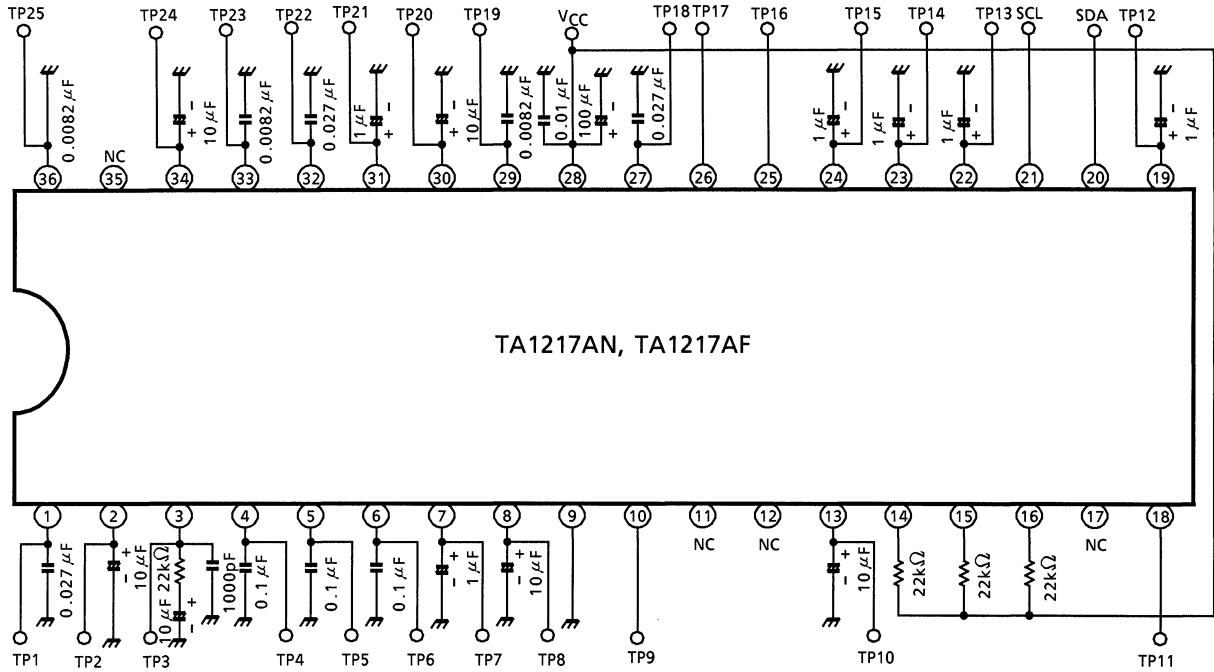 TP25 TP24 TP23 TP22 TP21 TP20 TP19 VCC TP18 TP17 TP16 TP15 TP14 TP13 SCL SDA TP12
0.0082 μF 10 μF 0.0082 μF 0.027 μF 1 μF 10 μF 0.0082 μF 0.01 μF 100 μF 0.027 μF 1 μF 1 μF 1 μF 1 μF
- + - + - + - + - + - + - + - +
NC
36 35 34 33 32 31 30 29 28 27 26 25 24 23 22 21 20 19
TA1217AN, TA1217AF
1 2 3 4 5 6 7 8 9 10 11 12 13 14 15 16 17 18
NC NC NC
+ - + - + - + - + -
0.027 μF 10 μF 10 μF 22kΩ 1000pF 0.1 μF 0.1 μF 0.1 μF 1 μF 10 μF 10 μF 22kΩ 22kΩ 22kΩ
TP1 TP2 TP3 TP4 TP5 TP6 TP7 TP8 TP9 TP10 TP11